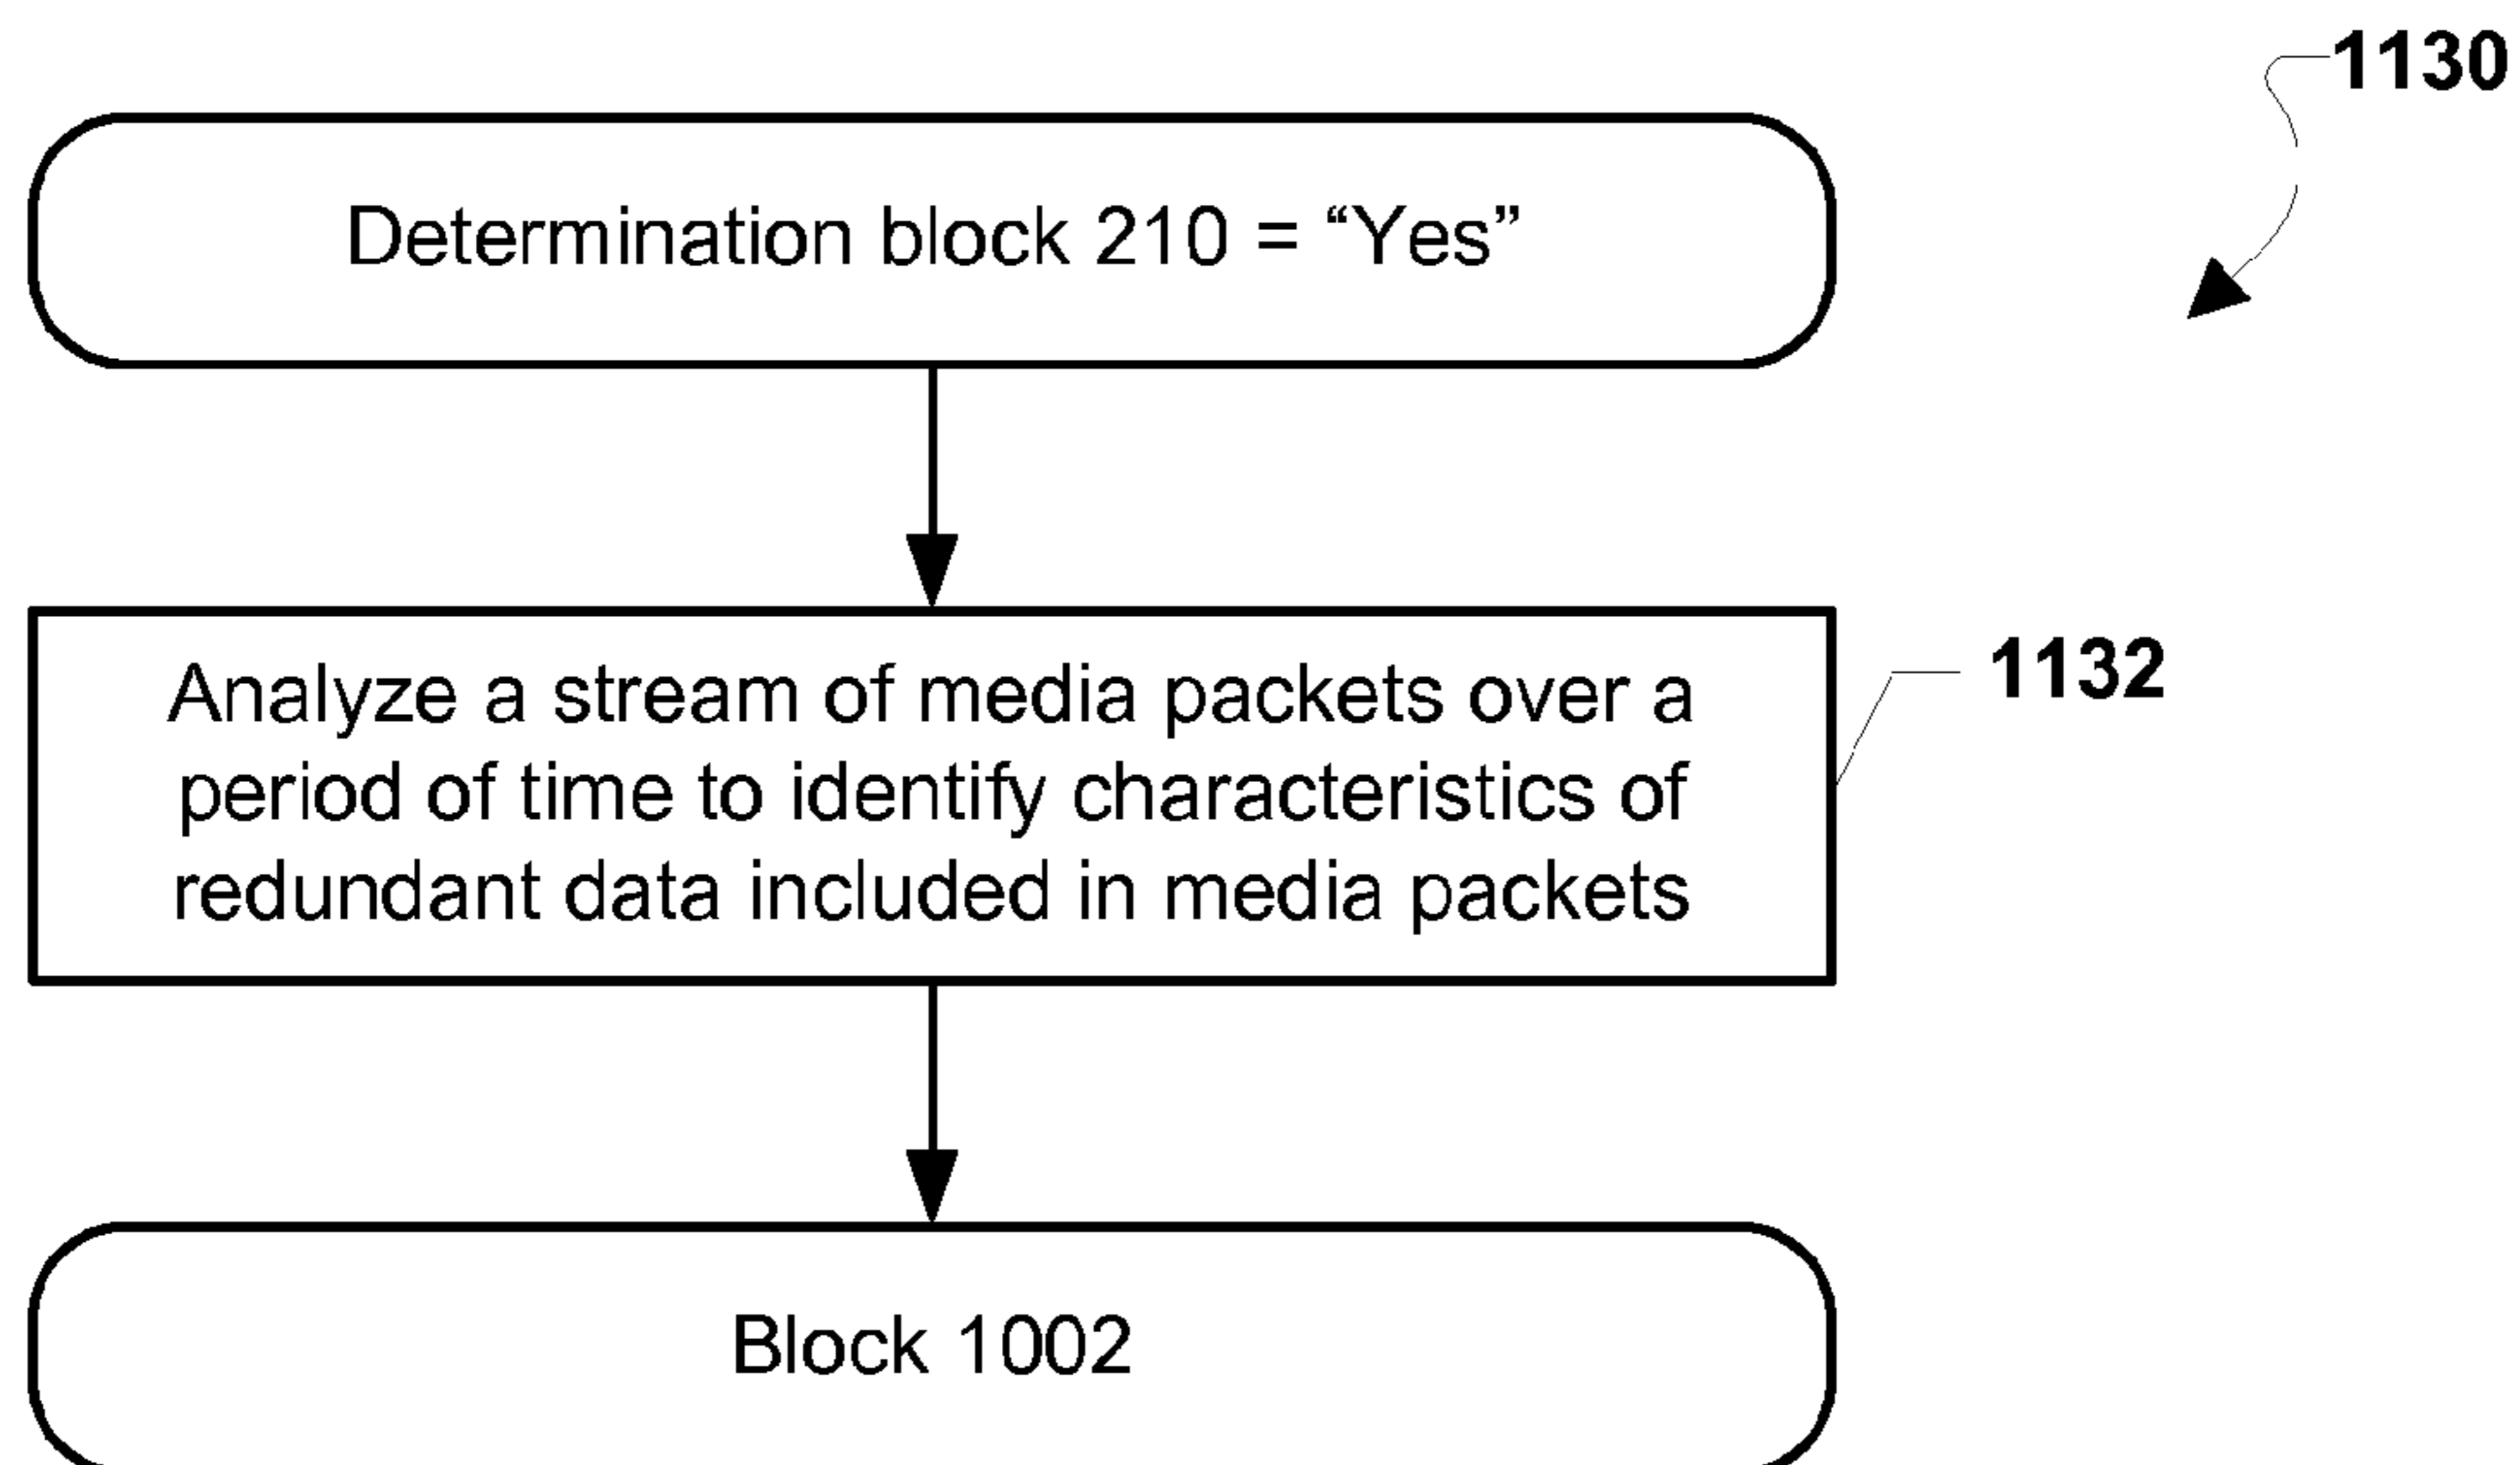 1130
Determination block 210 = “Yes”
Analyze a stream of media packets over a
period of time to identify characteristics of
redundant data included in media packets
1132
Block 1002